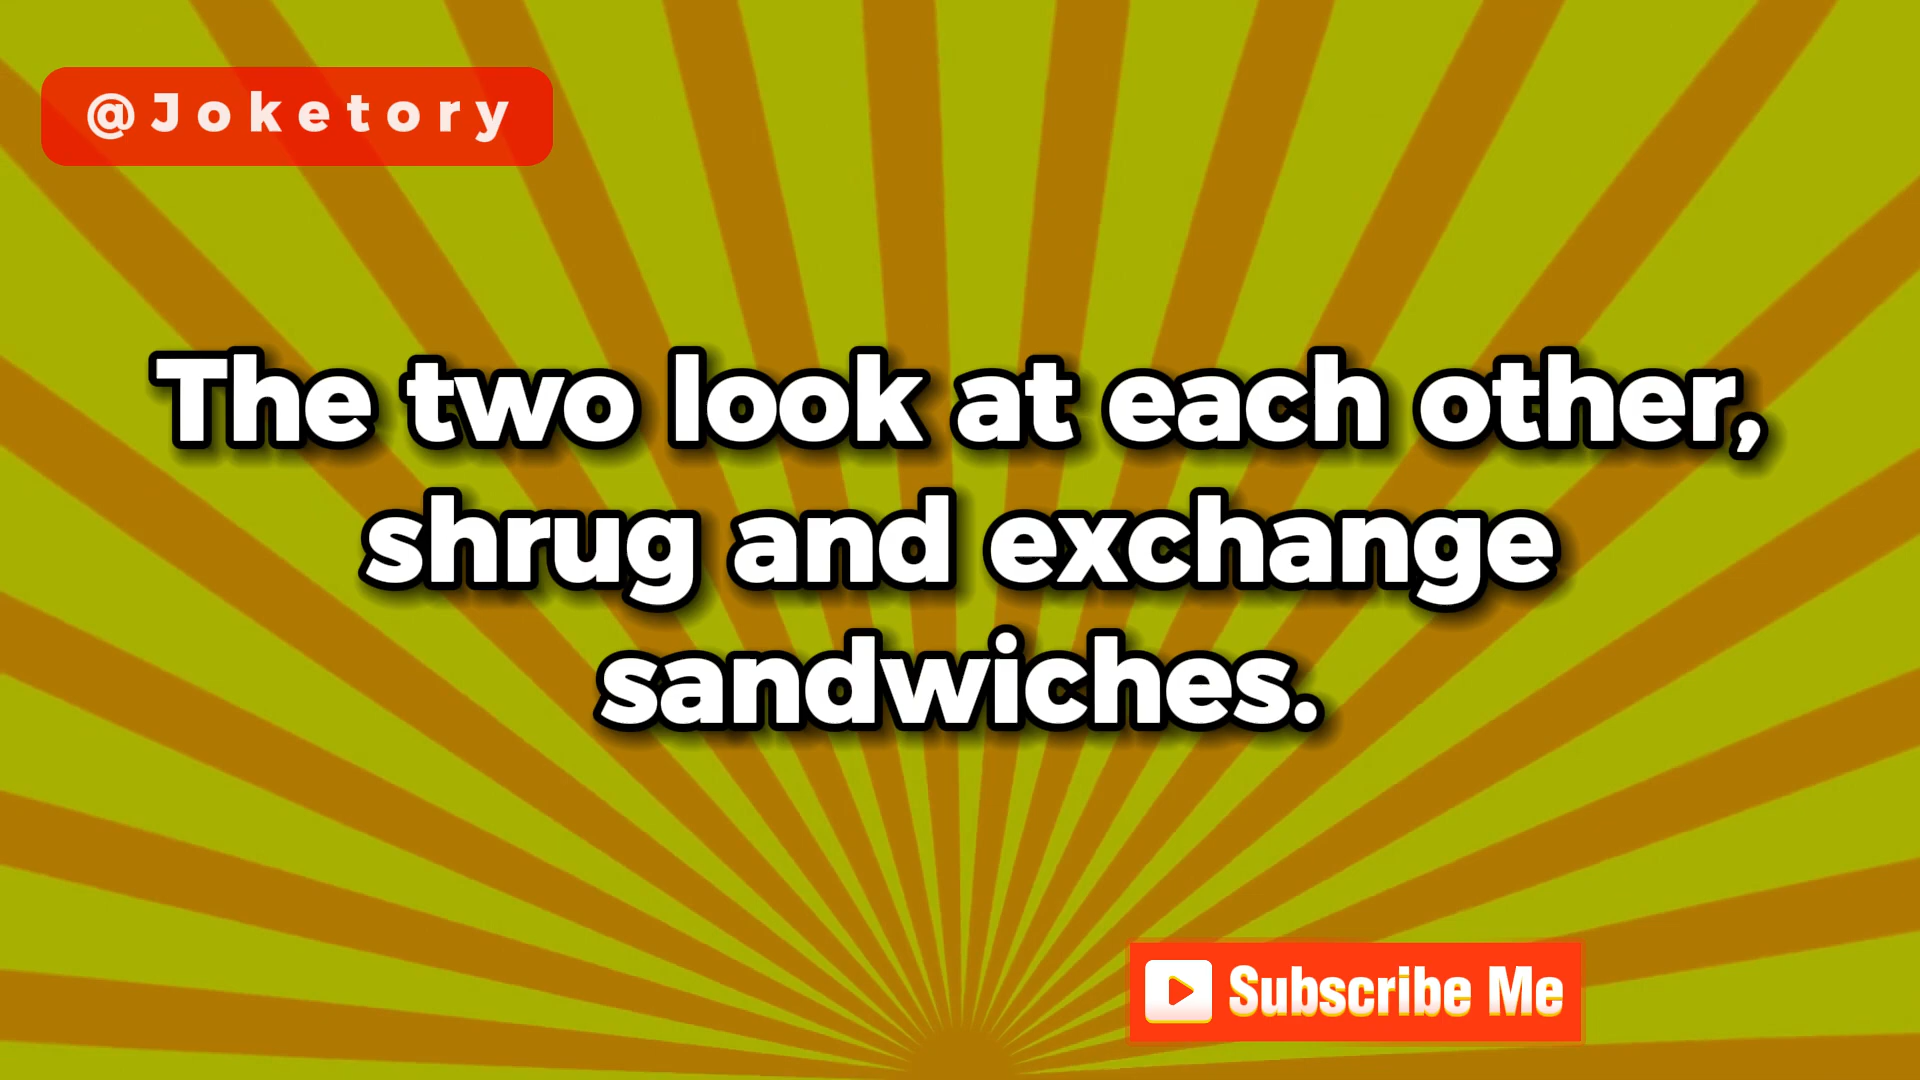 @Joketory
The two look at each other,
shrug and exchange
sandwiches.
Subscribe Me